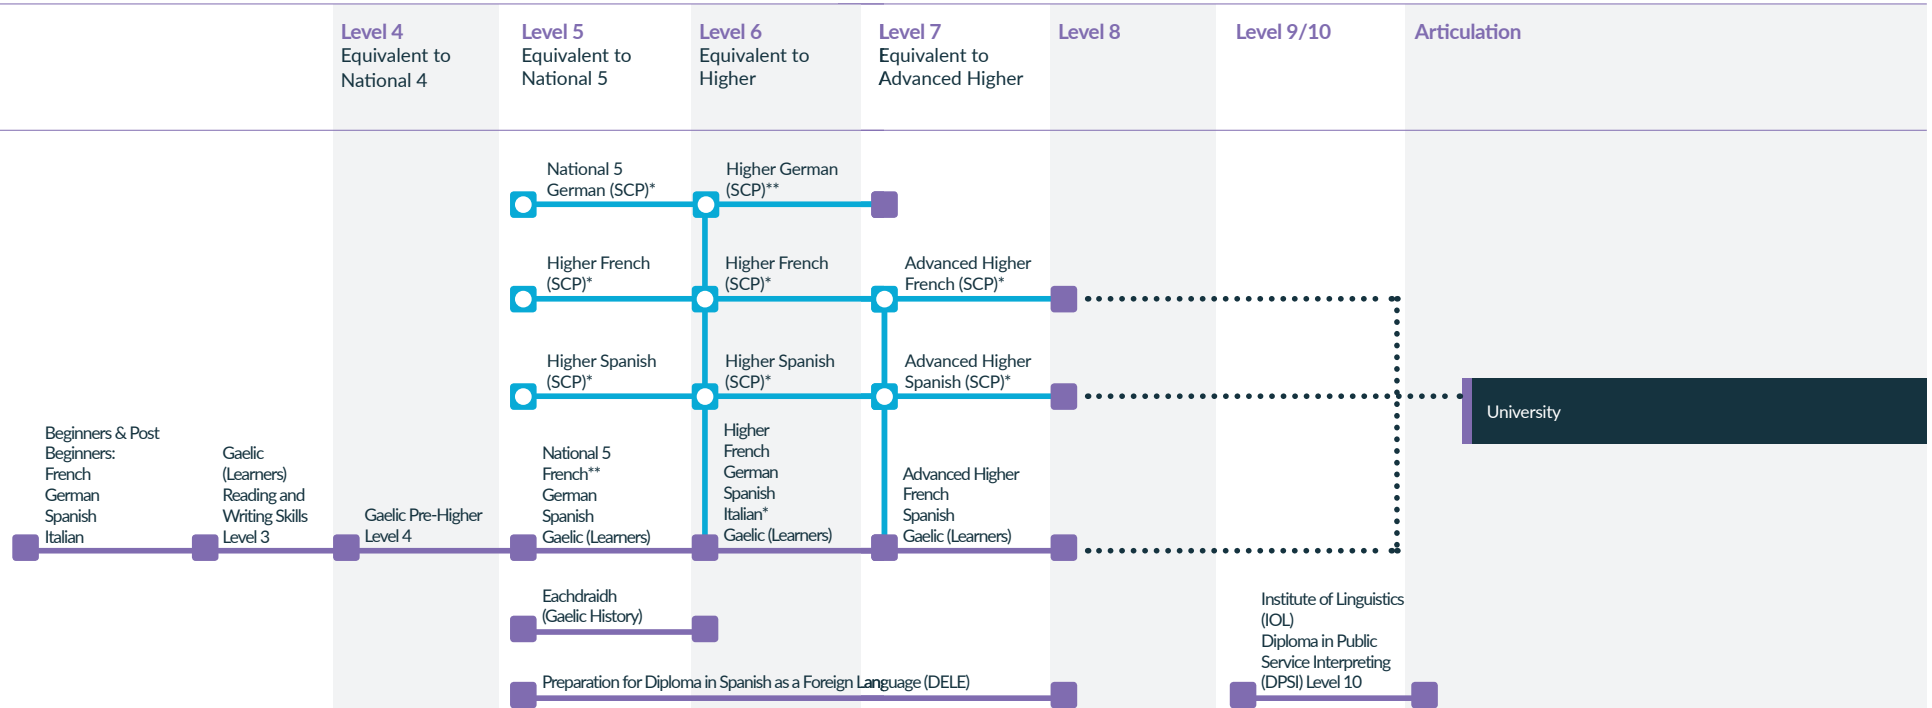 Level 4
Equivalent to
National 4
Level 5
Equivalent to
National 5
Level 6
Equivalent to
Higher
Level 7
Equivalent to
Advanced Higher
Level 8
Level 9/10
Articulation
National 5
German (SCP)*
Higher German
(SCP)**
Higher French
(SCP)*
Higher French
(SCP)*
Advanced Higher
French (SCP)*
Higher Spanish
(SCP)*
Higher Spanish
(SCP)*
Advanced Higher
Spanish (SCP)*
University
Beginners & Post
Beginners:
French
German
Spanish
Italian
Gaelic
(Learners)
Reading and
Writing Skills
Level 3
Gaelic Pre-Higher
Level 4
National 5
French**
German
Spanish
Gaelic (Learners)
Higher
French
German
Spanish
Italian*
Gaelic (Learners)
Advanced Higher
French
Spanish
Gaelic (Learners)
Eachdraidh
(Gaelic History)
Institute of Linguistics
(IOL)
Diploma in Public
Service Interpreting
(DPSI) Level 10
Preparation for Diploma in Spanish as a Foreign Language (DELE)